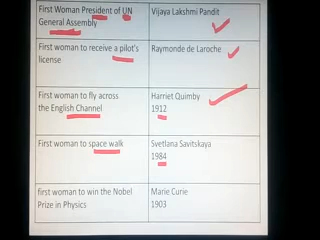 First Woman President of UN
General Assembly
Vijaya Lakshmi Pandit
First woman to receive a pilot's
license
Raymonde de Laroche
First woman to fly across
the English Channel
Harriet Quimby
1912
First woman to space walk
Svetlana Savitskaya
1984
first woman to win the Nobel
Prize in Physics
Marie Curie
1903